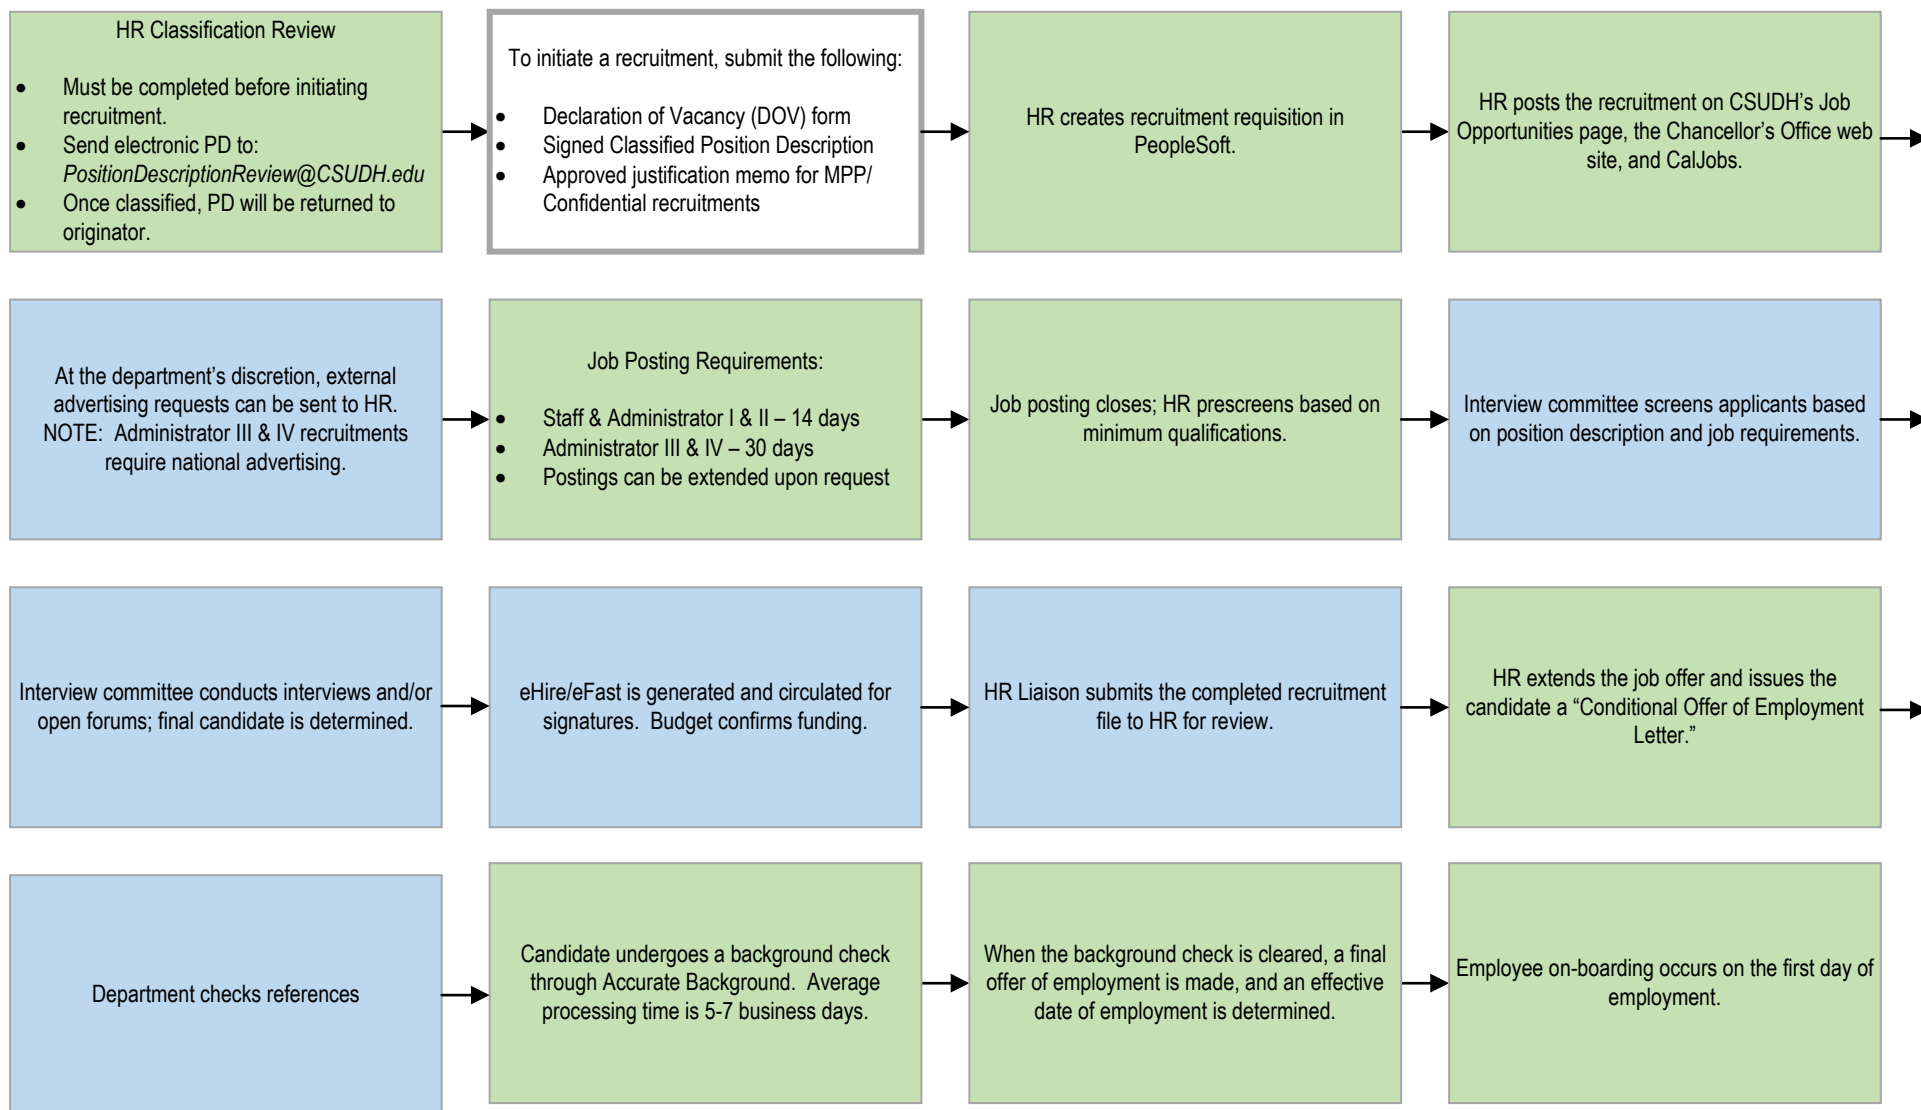 HR Classification Review
• Must be completed before initiating
recruitment.
• Send electronic PD to:
PositionDescriptionReview@CSUDH.edu
• Once classified, PD will be returned to
originator.
To initiate a recruitment, submit the following:
• Declaration of Vacancy (DOV) form
• Signed Classified Position Description
• Approved justification memo for MPP/
Confidential recruitments
HR creates recruitment requisition in
PeopleSoft.
HR posts the recruitment on CSUDH’s Job
Opportunities page, the Chancellor’s Office web
site, and CalJobs.
At the department’s discretion, external
advertising requests can be sent to HR.
NOTE:  Administrator III & IV recruitments
require national advertising.
Job Posting Requirements:
• Staff & Administrator I & II – 14 days
• Administrator III & IV – 30 days
• Postings can be extended upon request
Job posting closes; HR prescreens based on
minimum qualifications.
Interview committee screens applicants based
on position description and job requirements.
Interview committee conducts interviews and/or
open forums; final candidate is determined.
eHire/eFast is generated and circulated for
signatures.  Budget confirms funding.
HR Liaison submits the completed recruitment
file to HR for review.
HR extends the job offer and issues the
candidate a “Conditional Offer of Employment
Letter.”
Department checks references
Candidate undergoes a background check
through Accurate Background.  Average
processing time is 5-7 business days.
When the background check is cleared, a final
offer of employment is made, and an effective
date of employment is determined.
Employee on-boarding occurs on the first day of
employment.